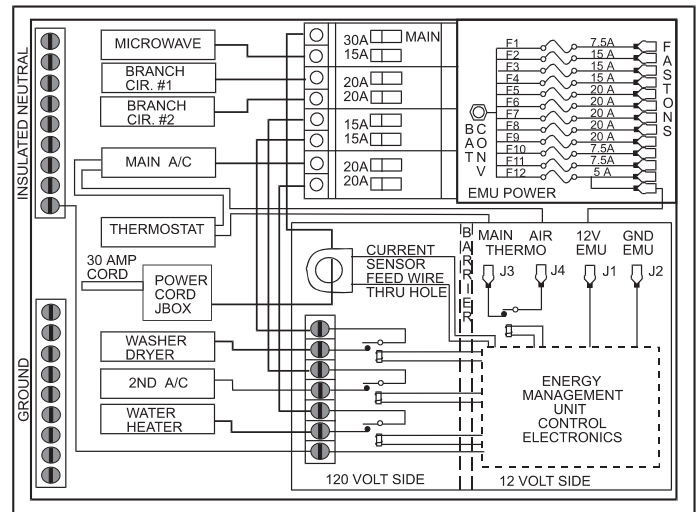 INSULATED NEUTRAL
GROUND
MICROWAVE
BRANCH
CIR. #1
BRANCH
CIR. #2
MAIN A/C
THERMOSTAT
30 AMP
CORD
POWER
CORD
JBOX
WASHER
DRYER
2ND A/C
WATER
HEATER
30A MAIN
15A
20A
20A
15A
15A
20A
20A
F1 7.5A
F2 15 A
F3 15 A
F4 15 A
F5 20 A
F6 20 A
F7 20 A
F8 20 A
F9 20 A
F10 7.5A
F11 7.5A
F12 5 A
FASTONS
BAT
CONV
EMU POWER
CURRENT
SENSOR
FEED WIRE
THRU HOLE
BARRIER
MAIN AIR
THERMO
12V
EMU
GND
EMU
J3
J4
J1
J2
ENERGY
MANAGEMENT
UNIT
CONTROL
ELECTRONICS
120 VOLT SIDE
12 VOLT SIDE